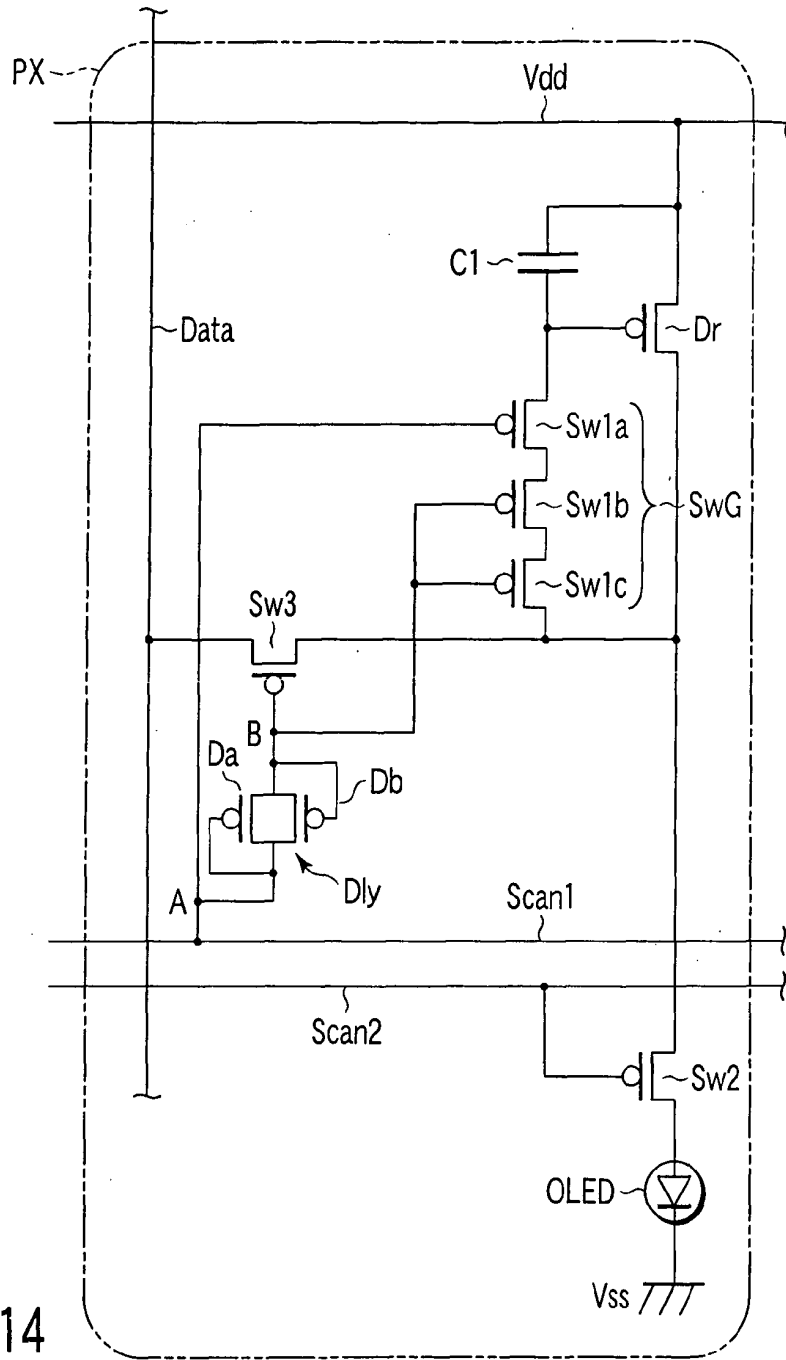 PX
Vdd
C1
Data
Dr
Sw1a
Sw1b
SwG
Sw1c
Sw3
B
Da
Db
Dly
A
Scan1
Scan2
Sw2
OLED
Vss
14